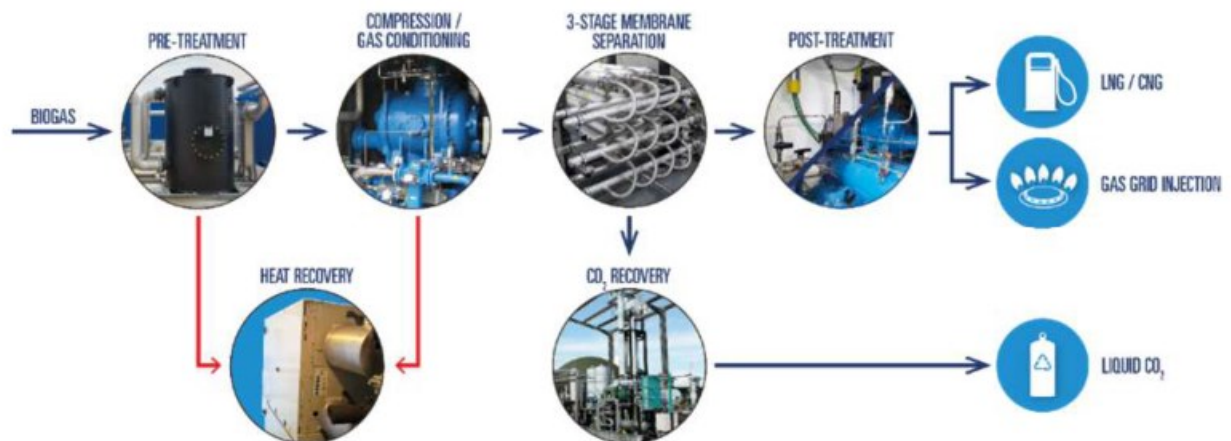 PRE-TREATMENT
COMPRESSION /
GAS CONDITIONING
3-STAGE MEMBRANE
SEPARATION
POST-TREATMENT
BIOGAS
LNG / CNG
GAS GRID INJECTION
HEAT RECOVERY
CO₂ RECOVERY
LIQUID CO₂